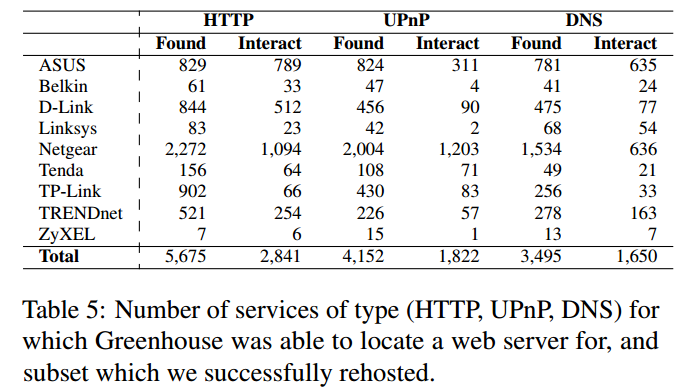 HTTP UPnP DNS
Found Interact Found Interact Found Interact
ASUS 829 789 824 311 781 635
Belkin 61 33 47 4 41 24
D-Link 844 512 456 90 475 77
Linksys 83 23 42 2 68 54
Netgear 2,272 1,094 2,004 1,203 1,534 636
Tenda 156 64 108 71 49 21
TP-Link 902 66 430 83 256 33
TRENDnet 521 254 226 57 278 163
ZyXEL 7 6 15 1 13 7
Total 5,675 2,841 4,152 1,822 3,495 1,650
Table 5: Number of services of type (HTTP, UPnP, DNS) for
which Greenhouse was able to locate a web server for, and
subset which we successfully rehosted.